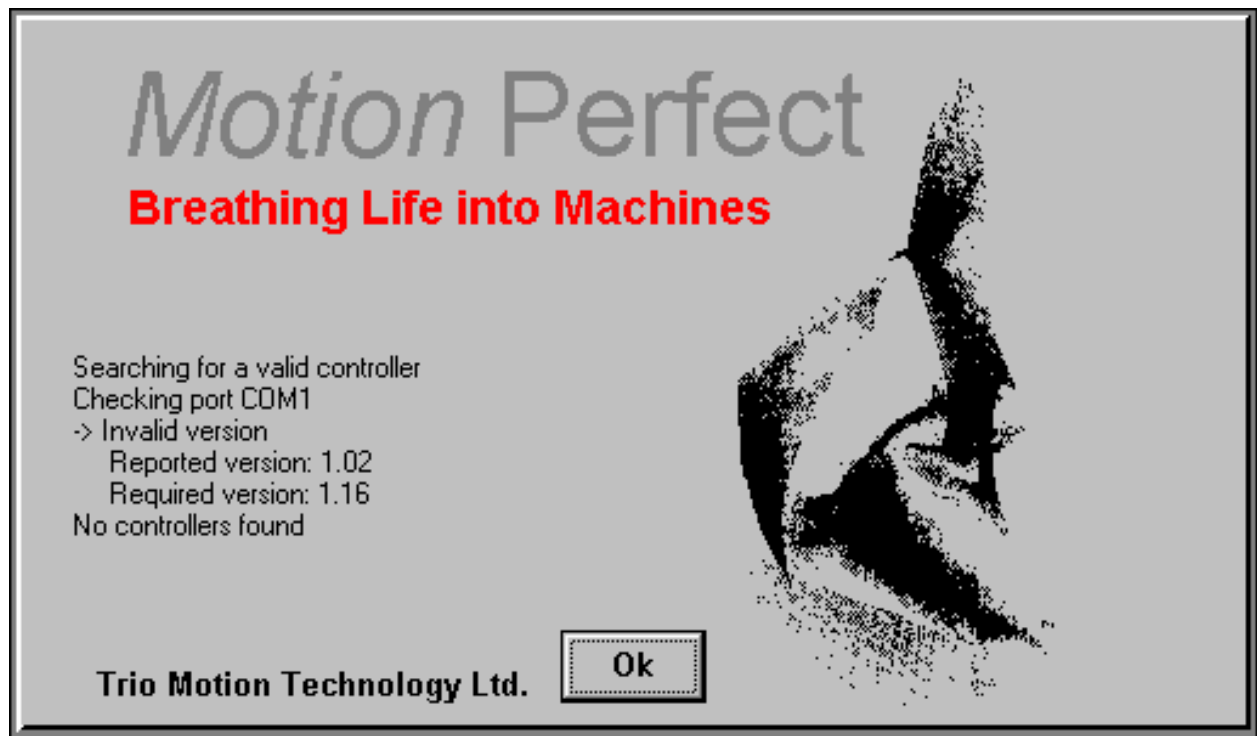 Motion Perfect
Breathing Life into Machines
Searching for a valid controller
Checking port COM1
-> Invalid version
Reported version: 1.02
Required version: 1.16
No controllers found
Ok
Trio Motion Technology Ltd.